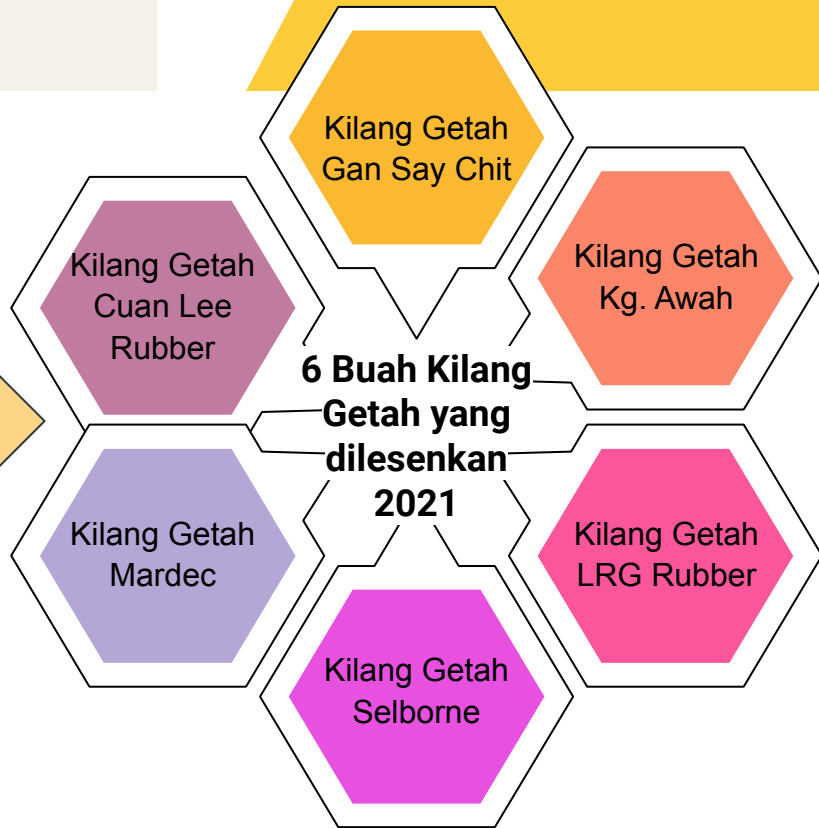 Kilang Getah
Gan Say Chit
Kilang Getah
Kg. Awah
Kilang Getah
LRG Rubber
Kilang Getah
Selborne
Kilang Getah
Mardec
Kilang Getah
Cuan Lee
Rubber
6 Buah Kilang
Getah yang
dilesenkan
2021